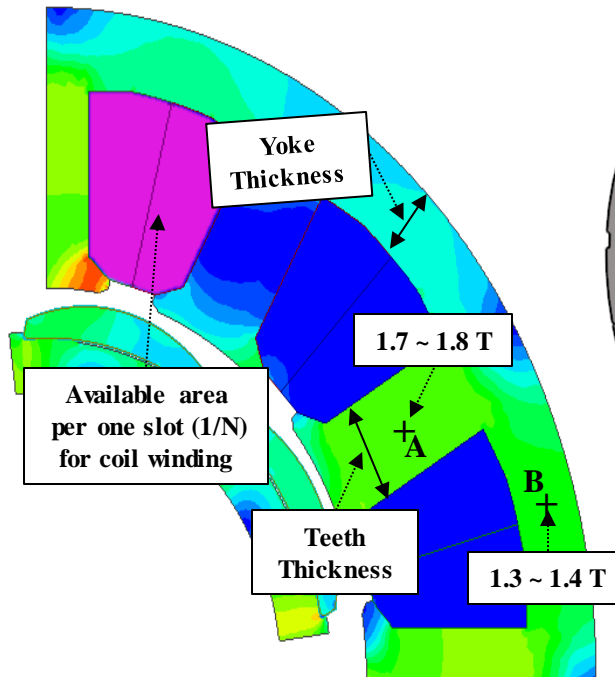 Yoke
Thickness
1.7 ~ 1.8 T
Available area
per one slot (1/N)
for coil winding
A
B
Teeth
Thickness
1.3 ~ 1.4 T